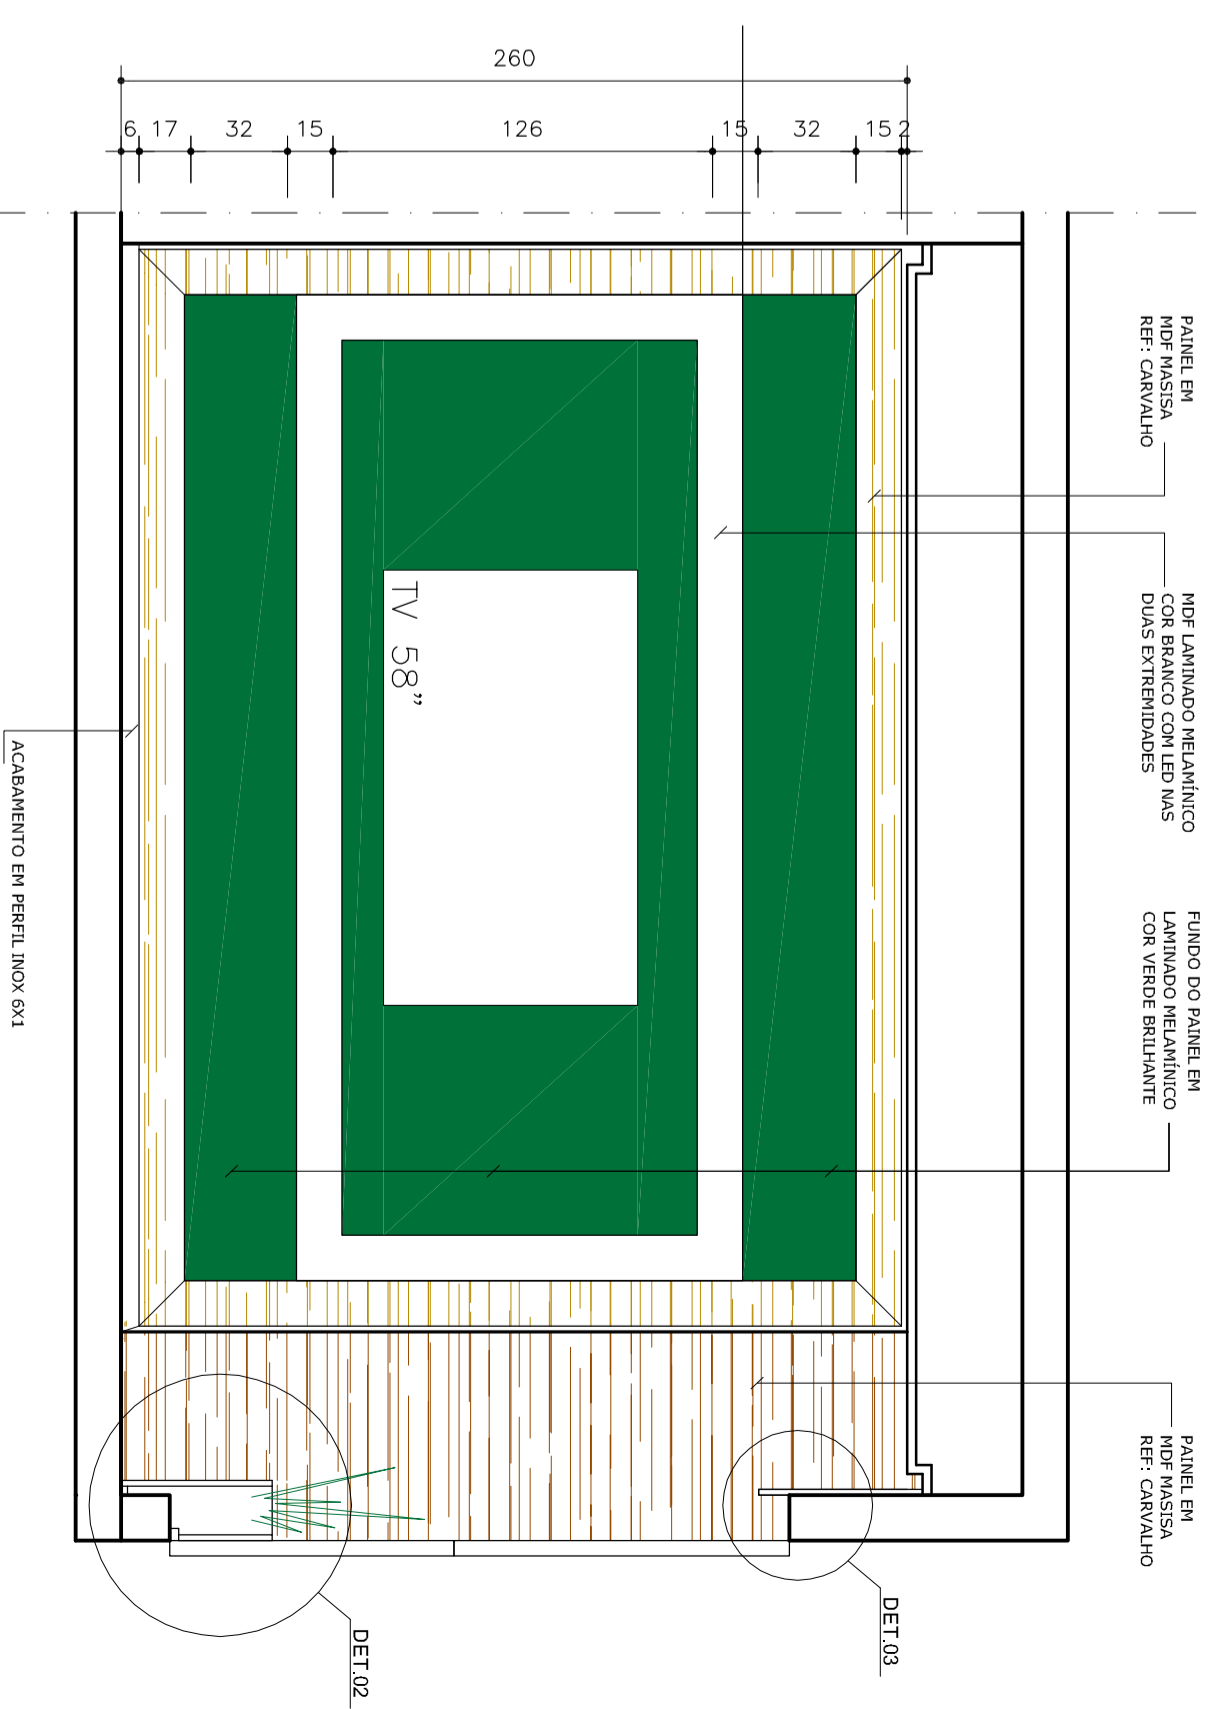 260
6 17 32 15 126 15 32 15 2
PAINEL EM
MDF MASISA
REF: CARVALHO
MDF LAMINADO MELAMÍNICO
COR BRANCO COM LED NAS
DUAS EXTREMIDADES
FUNDO DO PAINEL EM
LAMINADO MELAMÍNICO
COR VERDE BRILHANTE
PAINEL EM
MDF MASISA
REF: CARVALHO
TV 58”
ACABAMENTO EM PERFIL INOX 6X1
DET.03
DET.02